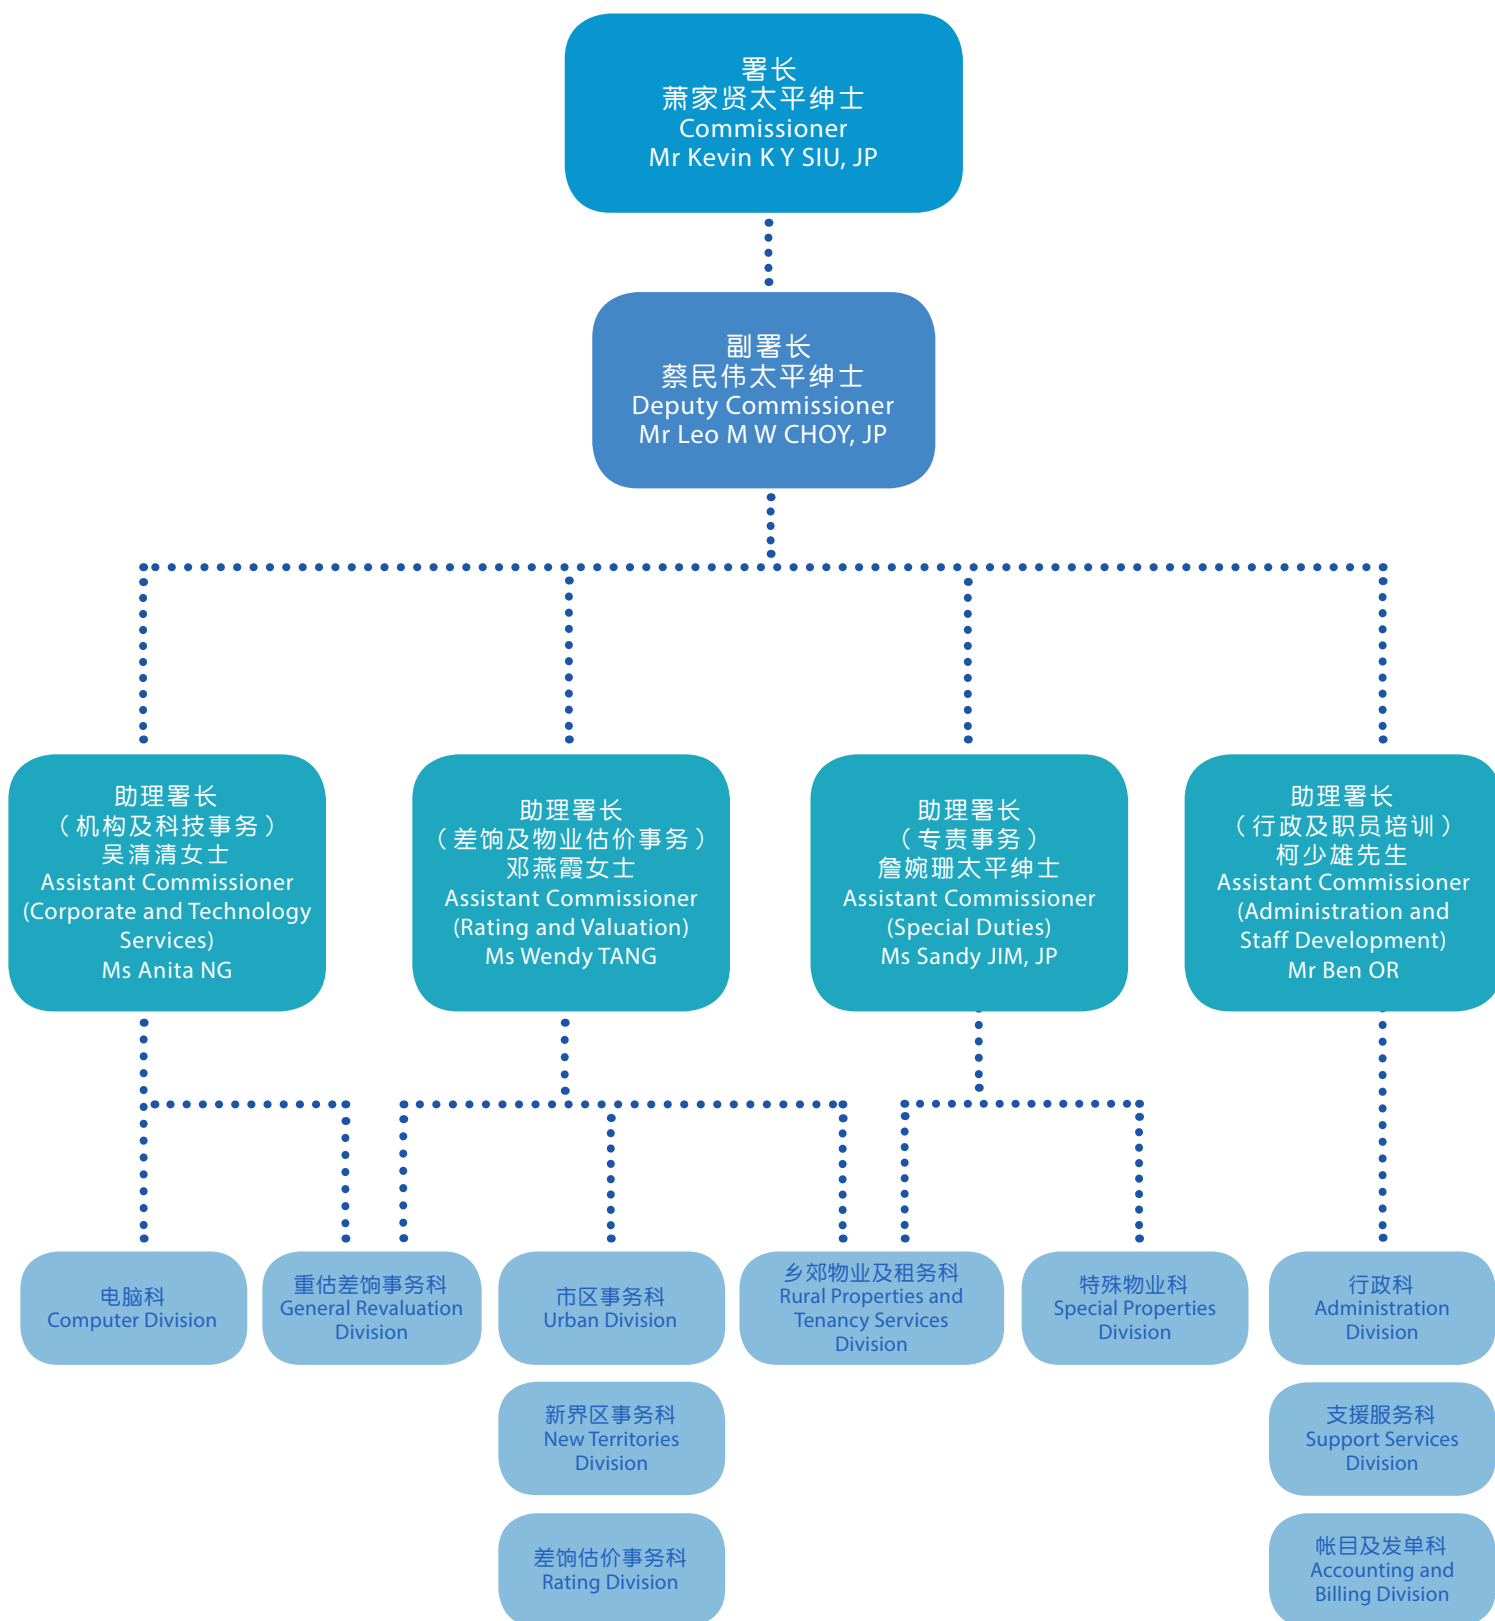 署长
萧家贤太平绅士
Commissioner
Mr Kevin K Y SIU, JP
副署长
蔡民伟太平绅士
Deputy Commissioner
Mr Leo M W CHOY, JP
助理署长
（机构及科技事务）
吴清清女士
Assistant Commissioner
(Corporate and Technology
Services)
Ms Anita NG
助理署长
（差饷及物业估价事务）
邓燕霞女士
Assistant Commissioner
(Rating and Valuation)
Ms Wendy TANG
助理署长
（专责事务）
詹婉珊太平绅士
Assistant Commissioner
(Special Duties)
Ms Sandy JIM, JP
助理署长
（行政及职员培训）
柯少雄先生
Assistant Commissioner
(Administration and
Staff Development)
Mr Ben OR
电脑科
Computer Division
重估差饷事务科
General Revaluation
Division
市区事务科
Urban Division
乡郊物业及租务科
Rural Properties and
Tenancy Services
Division
特殊物业科
Special Properties
Division
行政科
Administration
Division
新界区事务科
New Territories
Division
支援服务科
Support Services
Division
差饷估价事务科
Rating Division
帐目及发单科
Accounting and
Billing Division